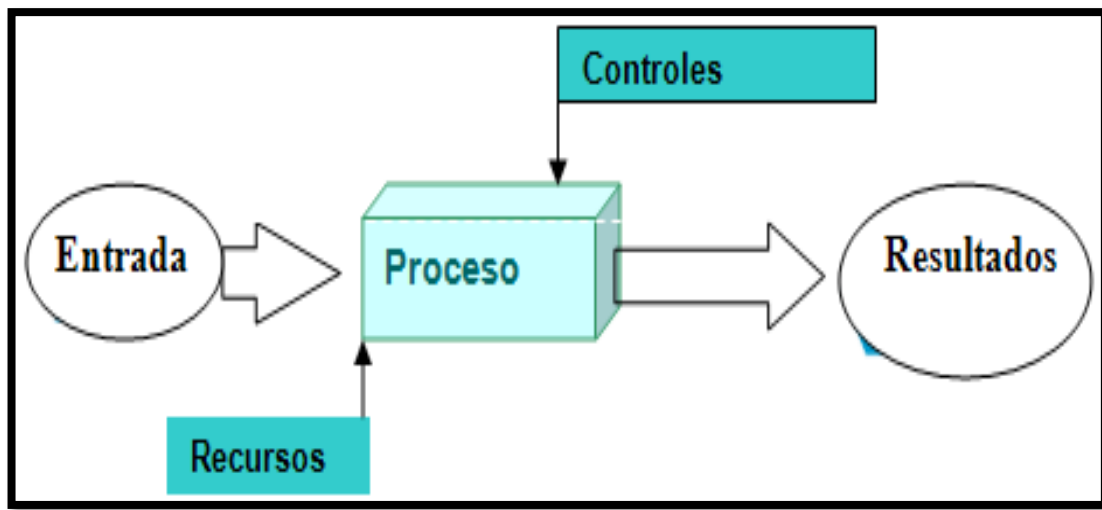 Controles
Entrada
Proceso
Resultados
Recursos